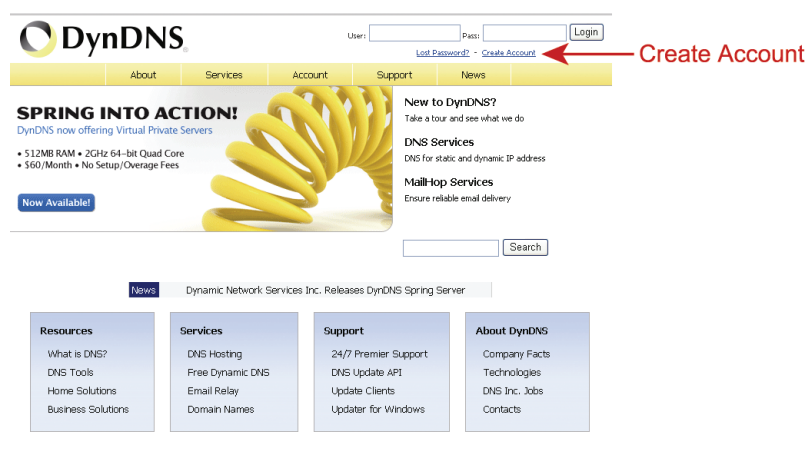 DynDNS
User:
Pass:
Login
Lost Password? - Create Account
Create Account
About Services Account Support News
SPRING INTO ACTION!
DynDNS now offering Virtual Private Servers
• 512MB RAM • 2GHz 64-bit Quad Core
• $60/Month • No Setup/Overage Fees
Now Available!
New to DynDNS?
Take a tour and see what we do
DNS Services
DNS for static and dynamic IP address
MailHop Services
Ensure reliable email delivery
Search
News Dynamic Network Services Inc. Releases DynDNS Spring Server
Resources
What is DNS?
DNS Tools
Home Solutions
Business Solutions
Services
DNS Hosting
Free Dynamic DNS
Email Relay
Domain Names
Support
24/7 Premier Support
DNS Update API
Update Clients
Updater for Windows
About DynDNS
Company Facts
Technologies
DNS Inc. Jobs
Contacts